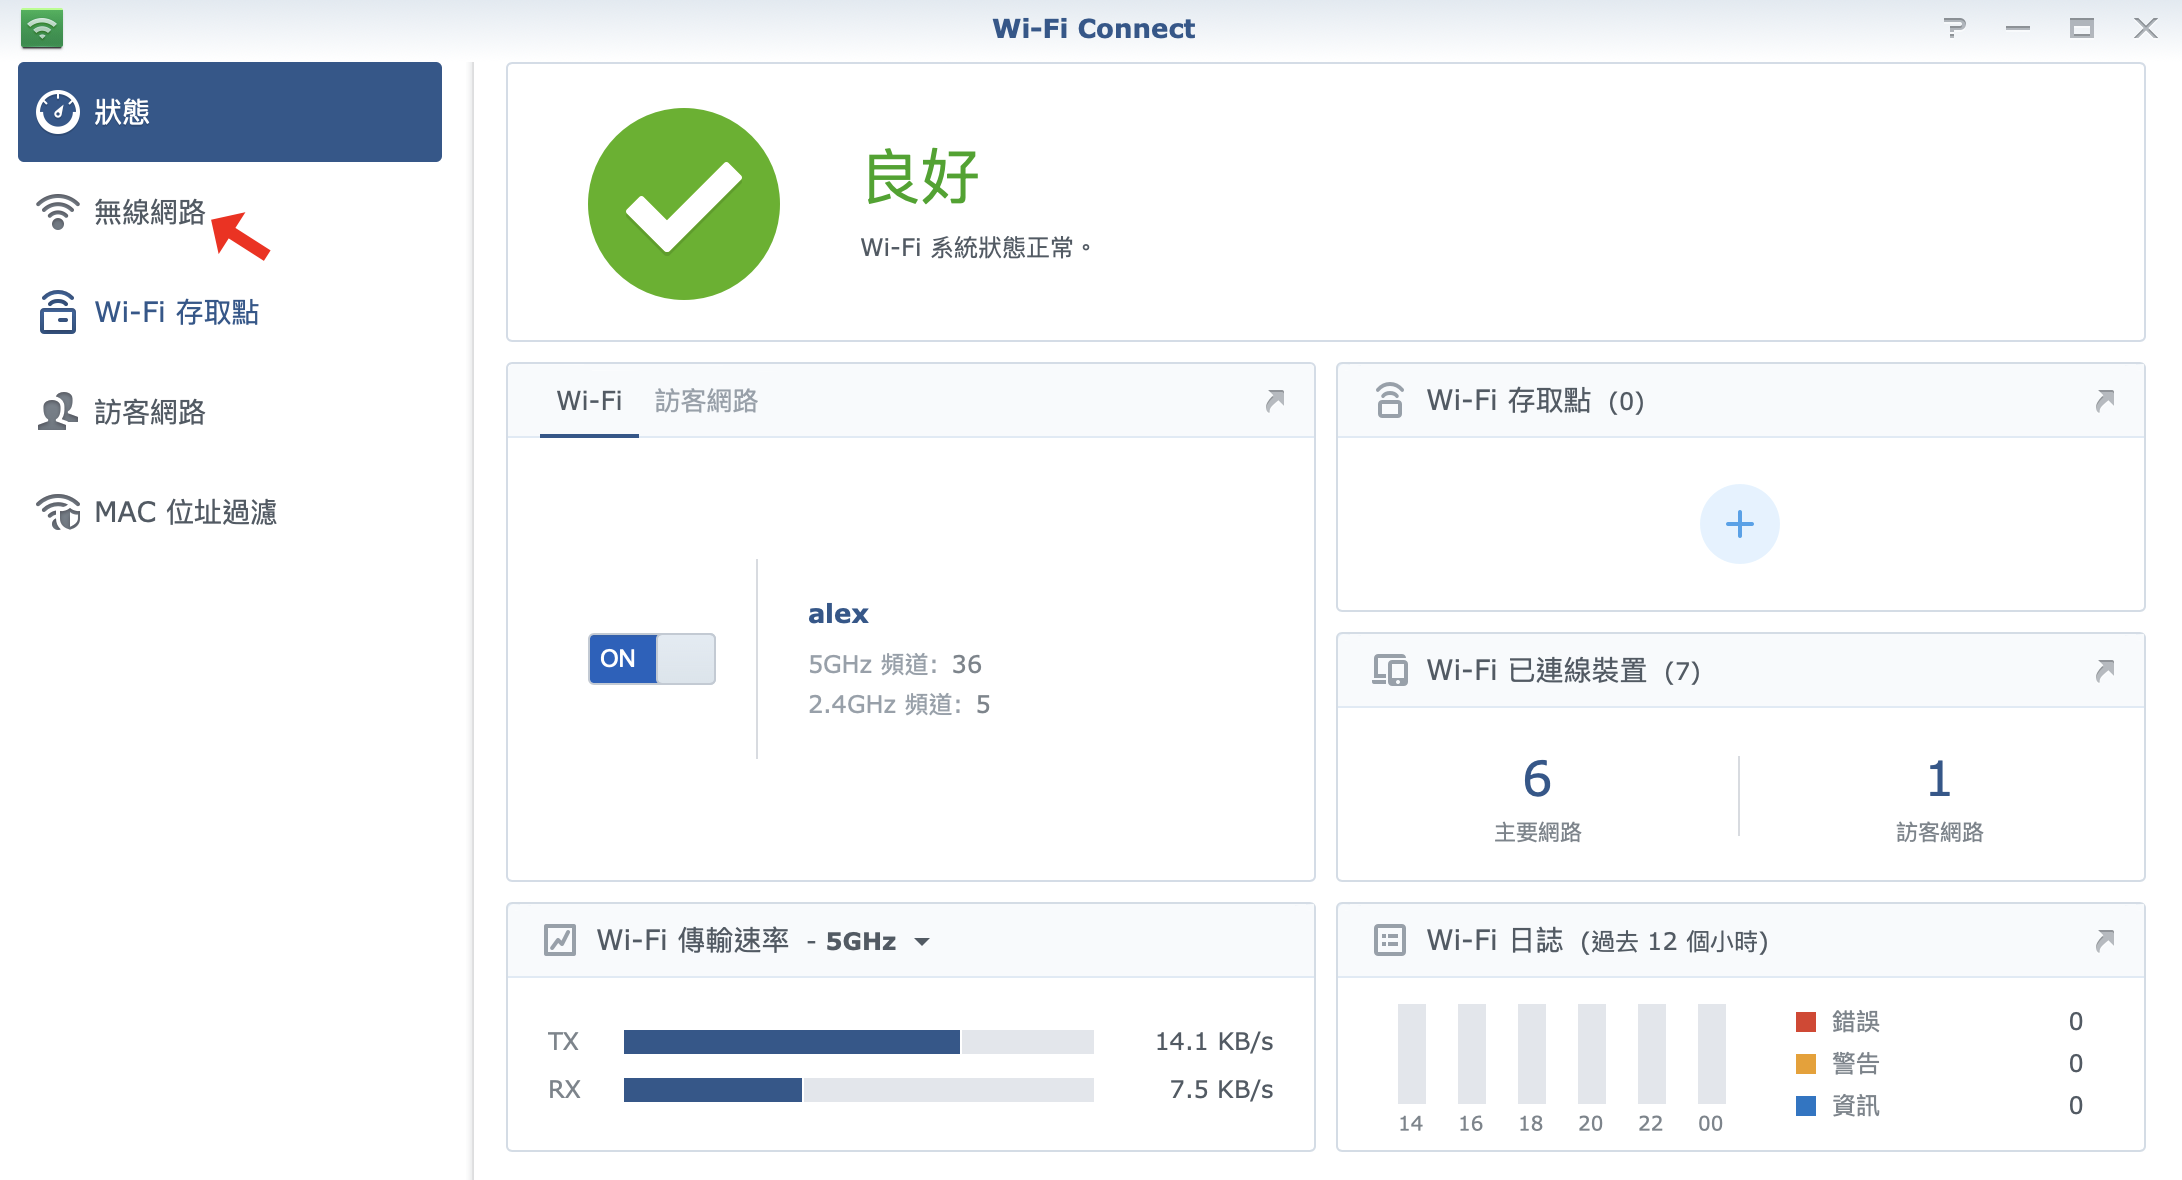 Wi-Fi Connect
狀態
無線網路
Wi-Fi 存取點
訪客網路
MAC 位址過濾
良好
Wi-Fi 系統狀態正常。
Wi-Fi 訪客網路
ON
alex
5GHz 頻道: 36
2.4GHz 頻道: 5
Wi-Fi 存取點 (0)
Wi-Fi 已連線裝置 (7)
6 1
主要網路 訪客網路
Wi-Fi 傳輸速率 - 5GHz
TX 14.1 KB/s
RX 7.5 KB/s
Wi-Fi 日誌 (過去 12 個小時)
14 16 18 20 22 00
錯誤 0
警告 0
資訊 0